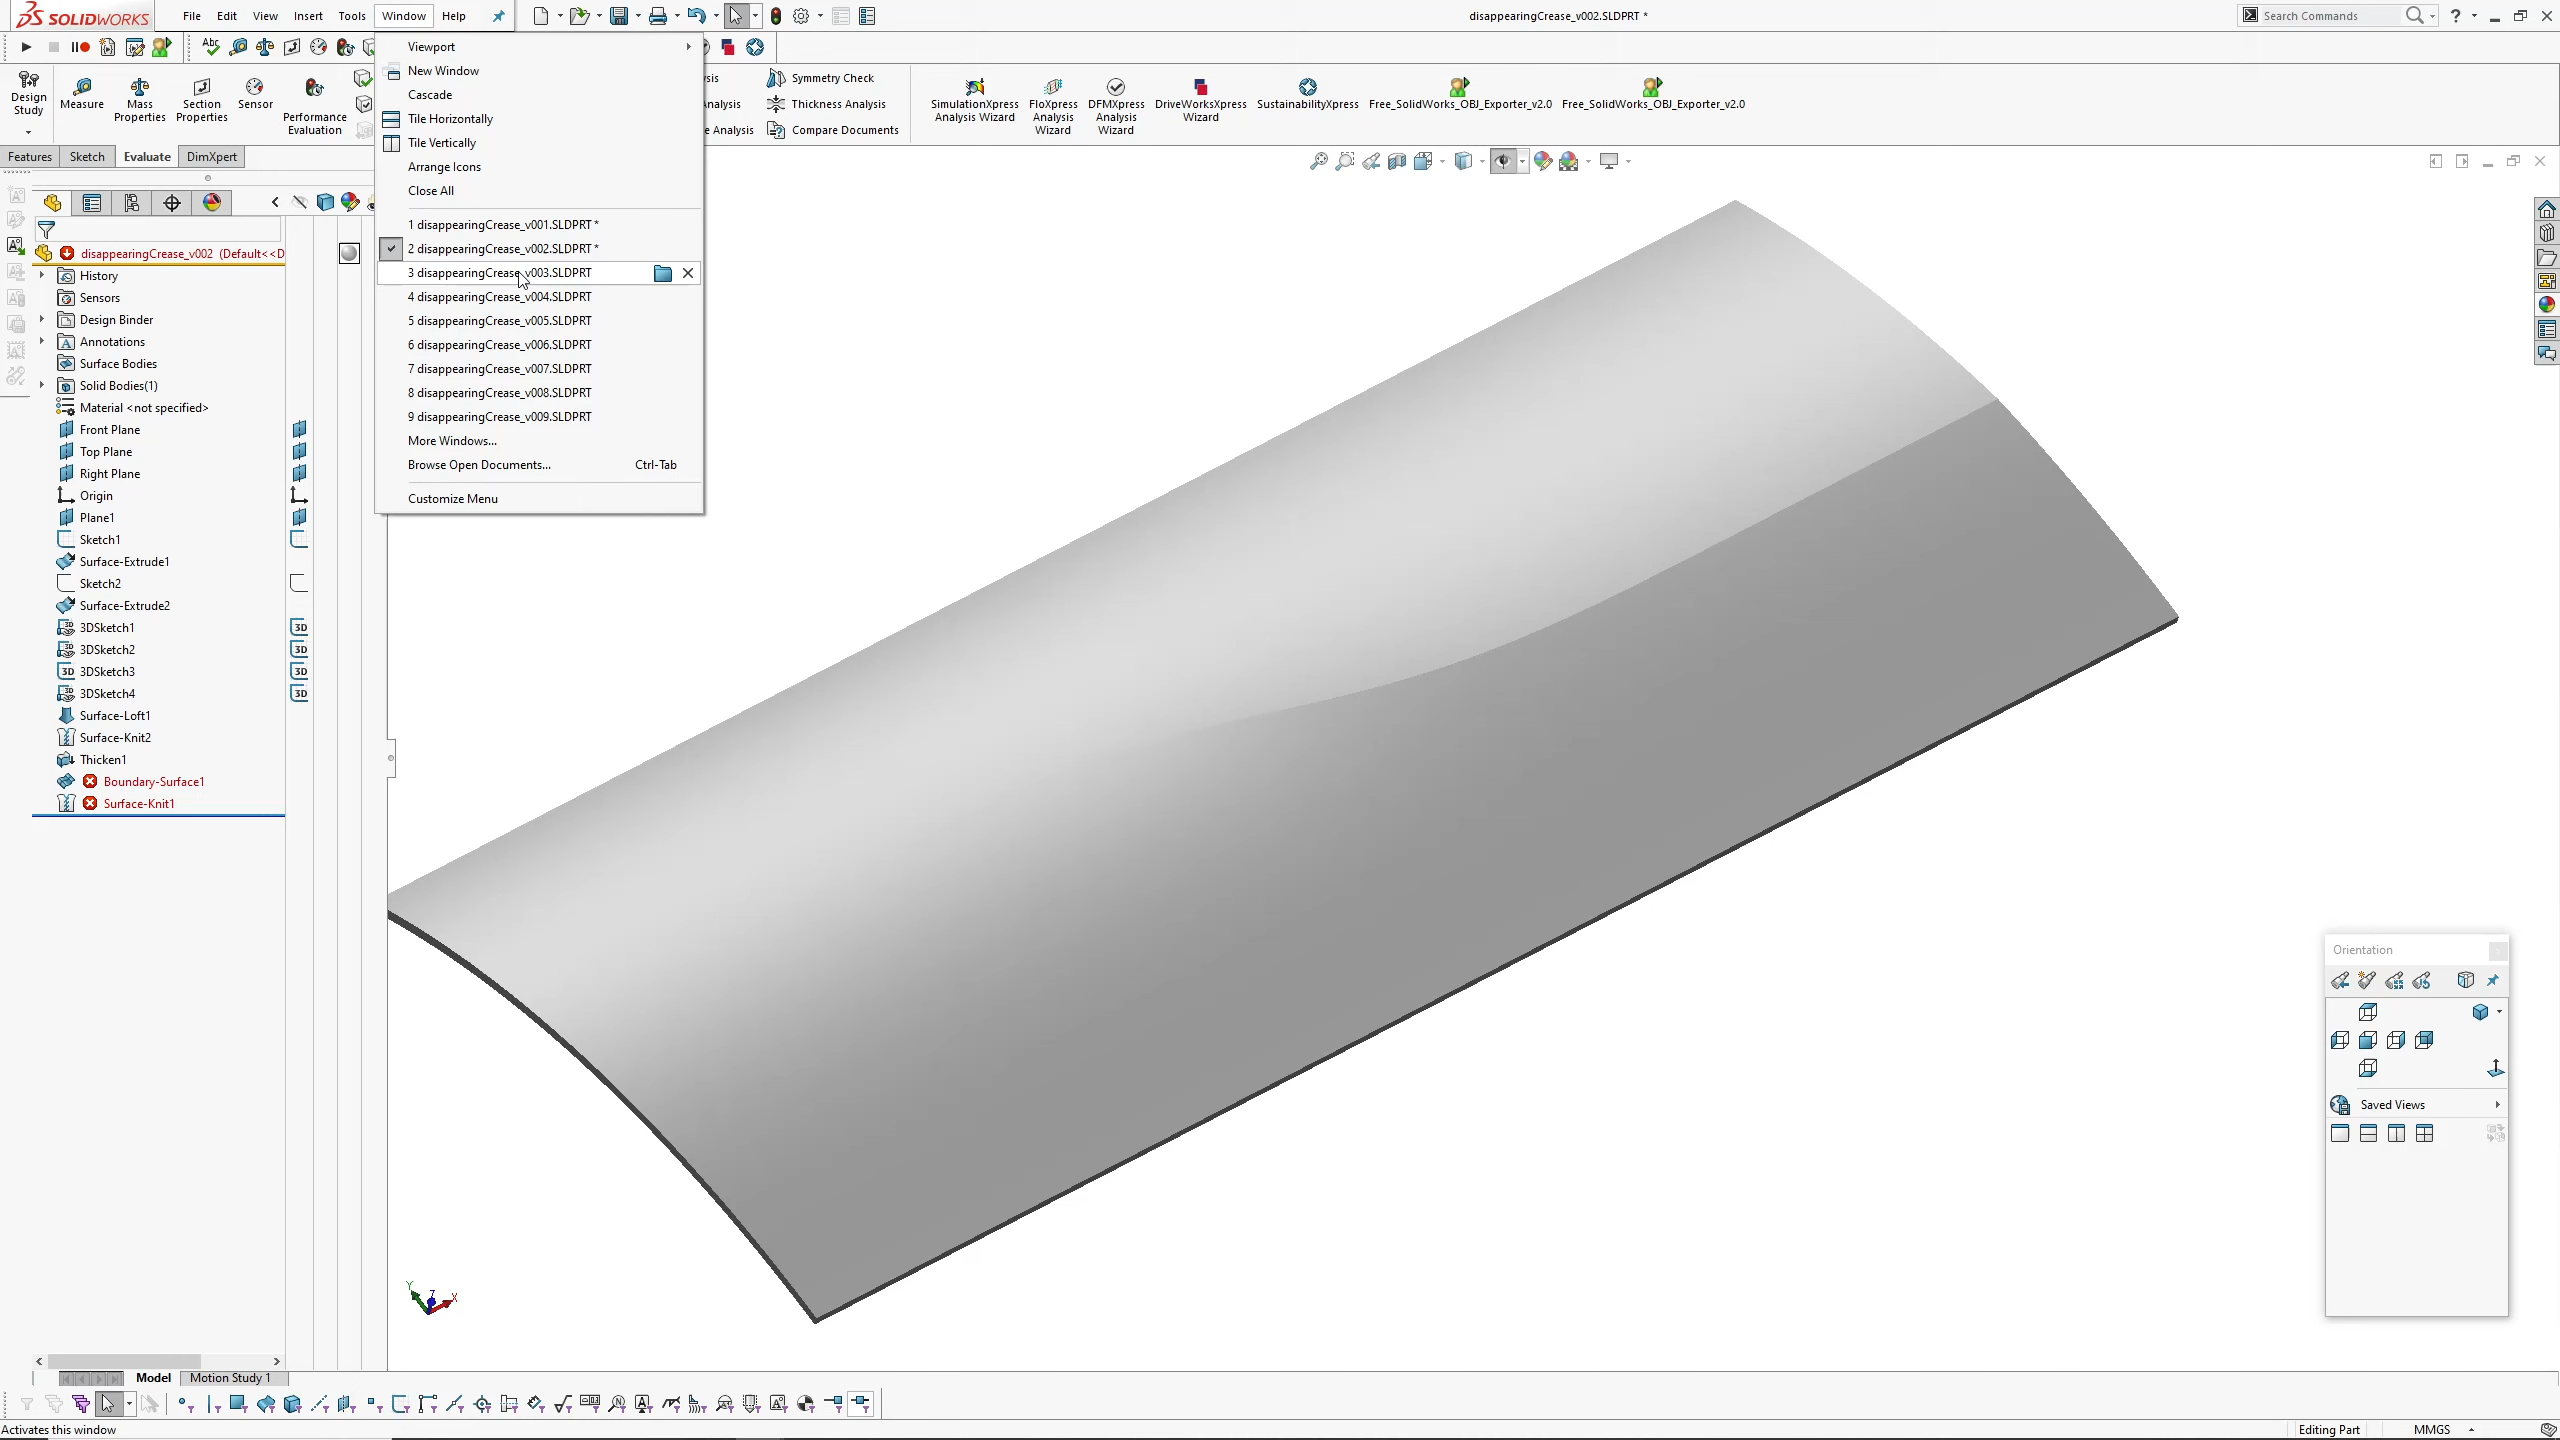 SOLIDWORKS
File Edit View Insert Tools Window Help
disappearingCrease_v002.SLDPRT *
Search Commands
Design Study
Measure
Mass Properties
Section Properties
Sensor
Performance Evaluation
Symmetry Check
Thickness Analysis
Compare Documents
SimulationXpress Analysis Wizard
FloXpress Analysis Wizard
DFMXpress Analysis Wizard
DriveWorksXpress Wizard
SustainabilityXpress
Free_SolidWorks_OBJ_Exporter_v2.0
Free_SolidWorks_OBJ_Exporter_v2.0
Features Sketch Evaluate DimXpert
Viewport
New Window
Cascade
Tile Horizontally
Tile Vertically
Arrange Icons
Close All
1 disappearingCrease_v001.SLDPRT *
2 disappearingCrease_v002.SLDPRT *
3 disappearingCrease_v003.SLDPRT
4 disappearingCrease_v004.SLDPRT
5 disappearingCrease_v005.SLDPRT
6 disappearingCrease_v006.SLDPRT
7 disappearingCrease_v007.SLDPRT
8 disappearingCrease_v008.SLDPRT
9 disappearingCrease_v009.SLDPRT
More Windows...
Browse Open Documents... Ctrl-Tab
Customize Menu
disappearingCrease_v002 (Default<<D
History
Sensors
Design Binder
Annotations
Surface Bodies
Solid Bodies(1)
Material <not specified>
Front Plane
Top Plane
Right Plane
Origin
Plane1
Sketch1
Surface-Extrude1
Sketch2
Surface-Extrude2
3DSketch1
3DSketch2
3DSketch3
3DSketch4
Surface-Loft1
Surface-Knit2
Thicken1
Boundary-Surface1
Surface-Knit1
Orientation
Saved Views
Y Z X
Model Motion Study 1
Activates this window
Editing Part MMGS